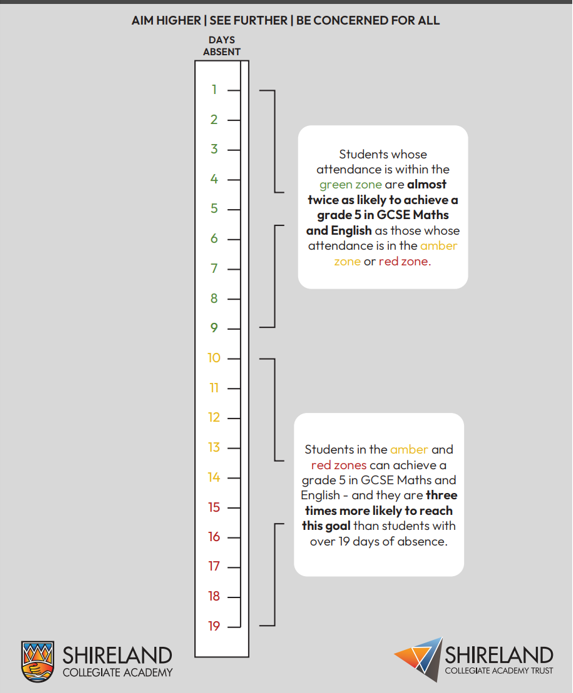 AIM HIGHER | SEE FURTHER | BE CONCERNED FOR ALL
DAYS
ABSENT
1
2
3
4
5
6
7
8
9
10
11
12
13
14
15
16
17
18
19
Students whose
attendance is within the
green zone are almost
twice as likely to achieve a
grade 5 in GCSE Maths
and English as those whose
attendance is in the amber
zone or red zone.
Students in the amber and
red zones can achieve a
grade 5 in GCSE Maths and
English - and they are three
times more likely to reach
this goal than students with
over 19 days of absence.
SHIRELAND
COLLEGIATE ACADEMY
SHIRELAND
COLLEGIATE ACADEMY TRUST